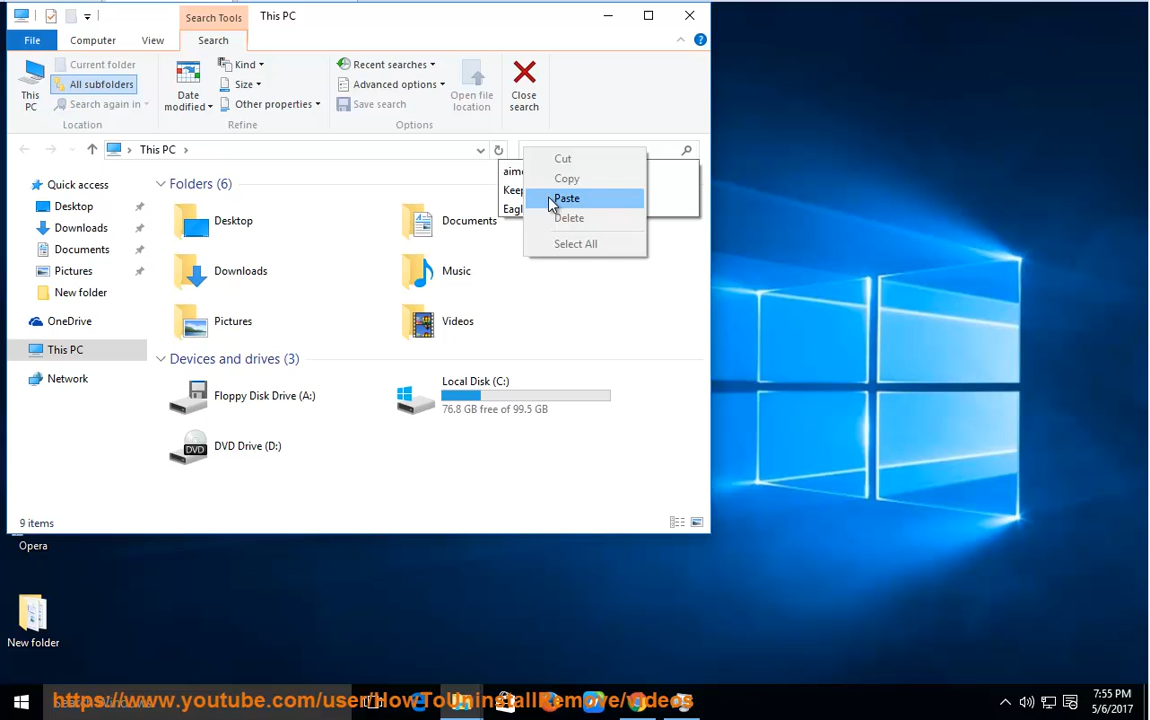 Search Tools
This PC
File
Computer
View
Search
This PC
Current folder
All subfolders
Search again in
Location
Date modified
Kind
Size
Other properties
Refine
Recent searches
Advanced options
Save search
Open file location
Options
Close search
This PC
Cut
Copy
Paste
Delete
Select All
Quick access
Desktop
Downloads
Documents
Pictures
New folder
OneDrive
This PC
Network
Folders (6)
Desktop
Documents
Downloads
Music
Pictures
Videos
Devices and drives (3)
Floppy Disk Drive (A:)
Local Disk (C:)
76.8 GB free of 99.5 GB
DVD Drive (D:)
DVD
9 items
Opera
New folder
https://www.youtube.com/user/HowToUninstallRemove/videos
7:55 PM
5/6/2017